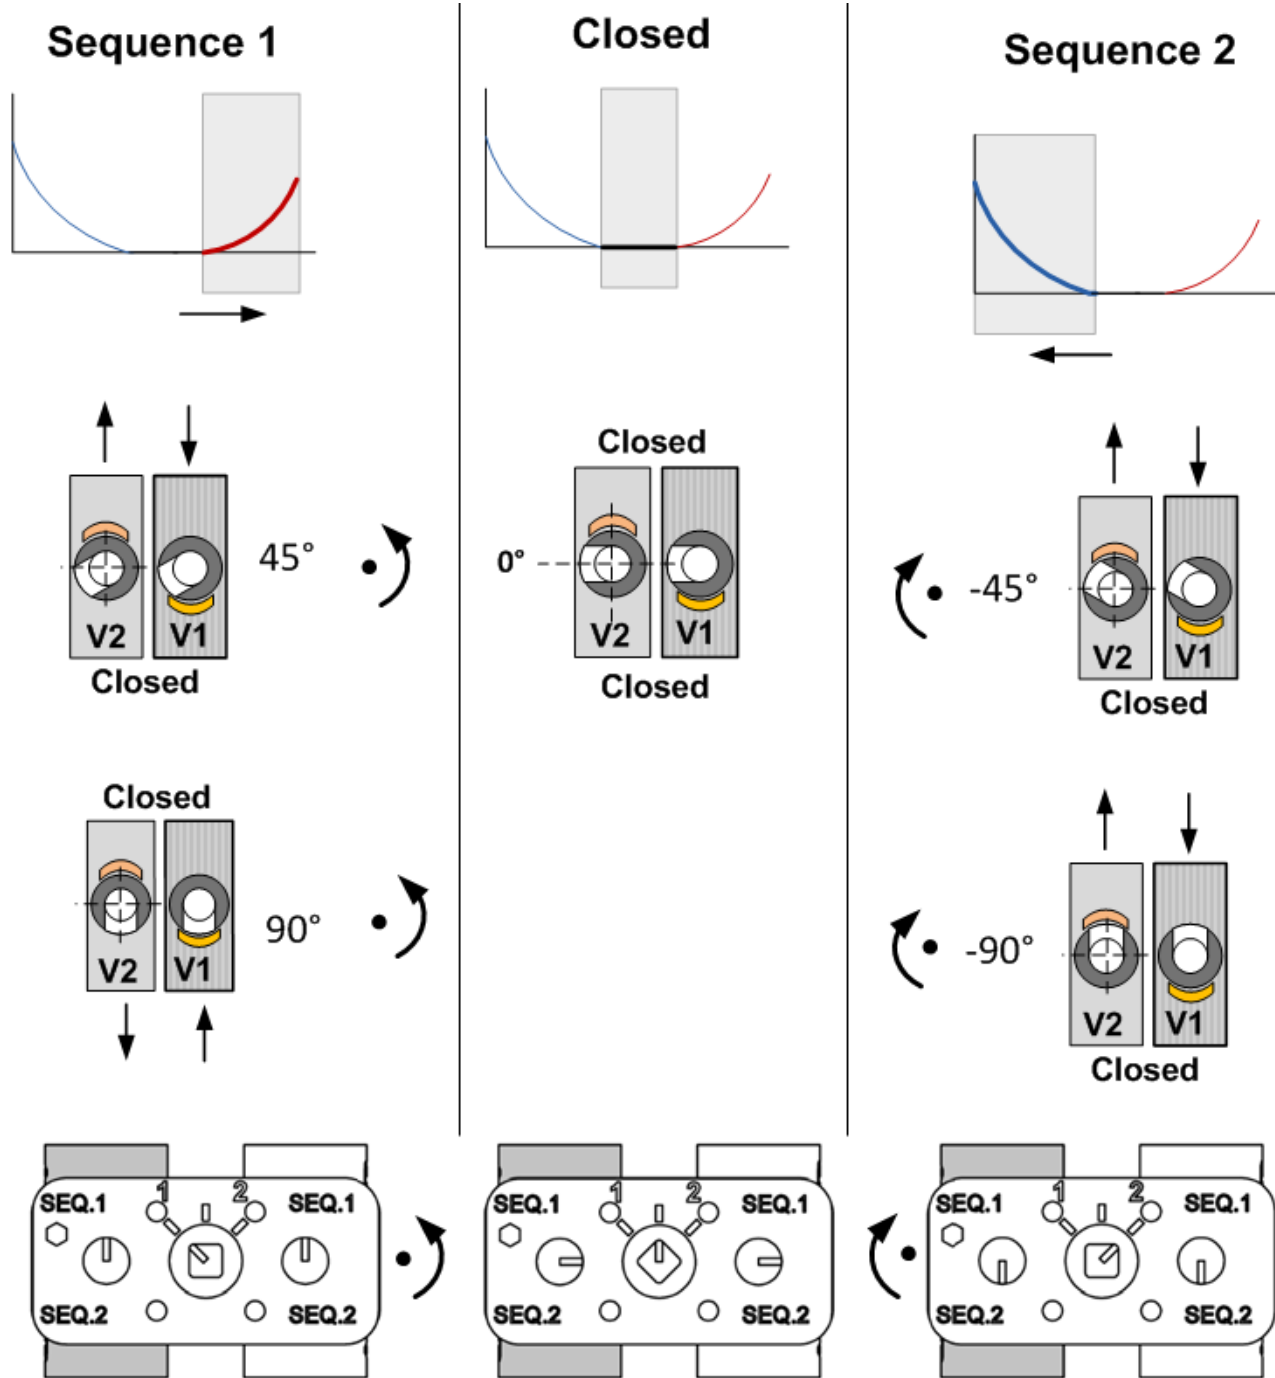 Sequence 1
Closed
Sequence 2
V2 V1
45°
Closed
Closed
0°
V2 V1
Closed
-45°
V2 V1
Closed
Closed
V2 V1
90°
-90°
V2 V1
Closed
SEQ.1 1 2 SEQ.1
SEQ.2 SEQ.2
SEQ.1 1 2 SEQ.1
SEQ.2 SEQ.2
SEQ.1 1 2 SEQ.1
SEQ.2 SEQ.2